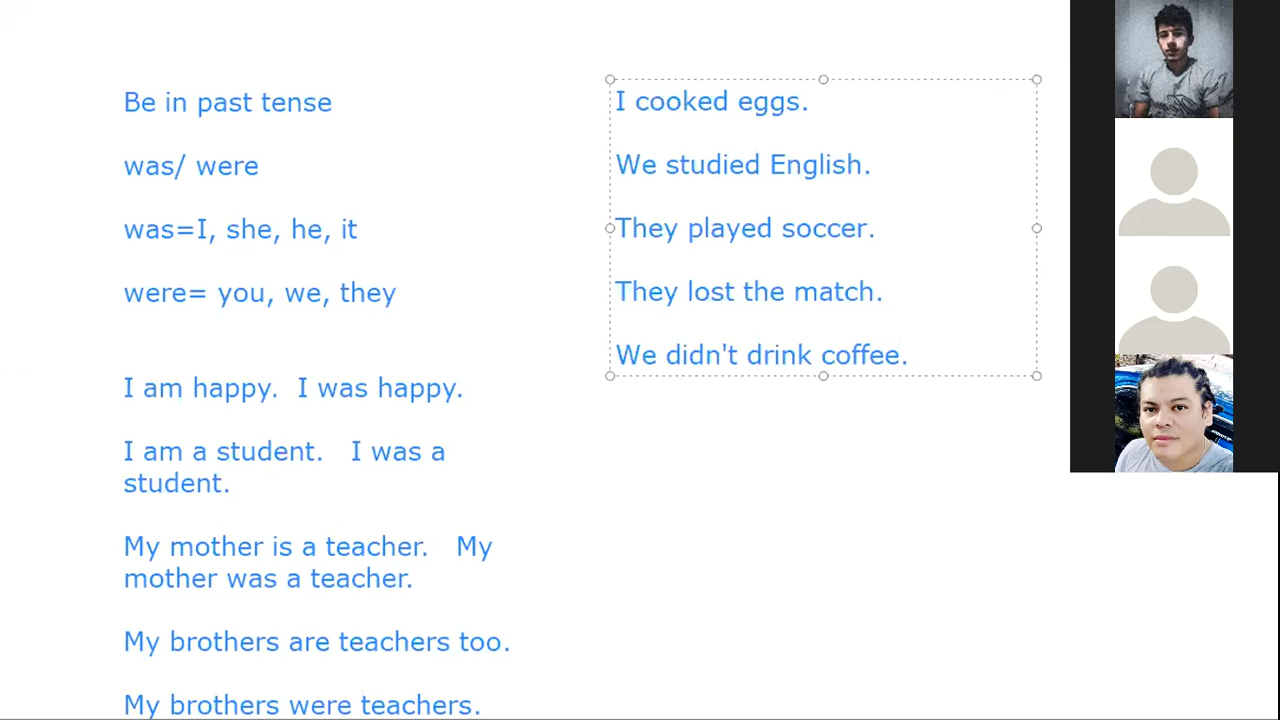 Be in past tense
was/ were
was=I, she, he, it
were= you, we, they
I am happy.  I was happy.
I am a student.   I was a
student.
My mother is a teacher.   My
mother was a teacher.
My brothers are teachers too.
My brothers were teachers.
I cooked eggs.
We studied English.
They played soccer.
They lost the match.
We didn't drink coffee.